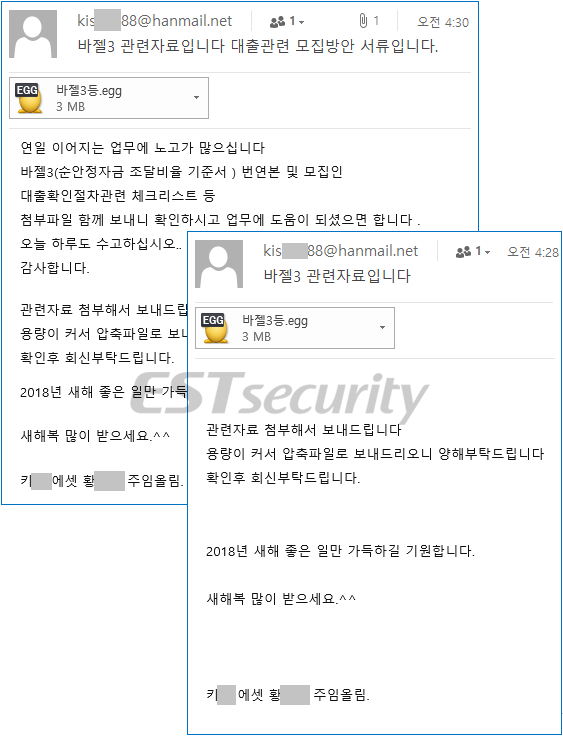 kis 88@hanmail.net 1 1 오전 4:30
바젤3 관련자료입니다 대출관련 모집방안 서류입니다.
EGG 바젤3등.egg
3 MB
연일 이어지는 업무에 노고가 많으십니다
바젤3(순안정자금 조달비율 기준서 ) 번연본 및 모집인
대출확인절차관련 체크리스트 등
첨부파일 함께 보내니 확인하시고 업무에 도움이 되셨으면 합니다 .
오늘 하루도 수고하십시오..
감사합니다.
관련자료 첨부해서 보내드립
용량이 커서 압축파일로 보나
확인후 회신부탁드립니다.
2018년 새해 좋은 일만 가득
새해복 많이 받으세요.^^
키 에셋 황 주임올림.
kis 88@hanmail.net 1 오전 4:28
바젤3 관련자료입니다
EGG 바젤3등.egg
3 MB
ESTsecurity
관련자료 첨부해서 보내드립니다
용량이 커서 압축파일로 보내드리오니 양해부탁드립니다
확인후 회신부탁드립니다.
2018년 새해 좋은 일만 가득하길 기원합니다.
새해복 많이 받으세요.^^
키 에셋 황 주임올림.